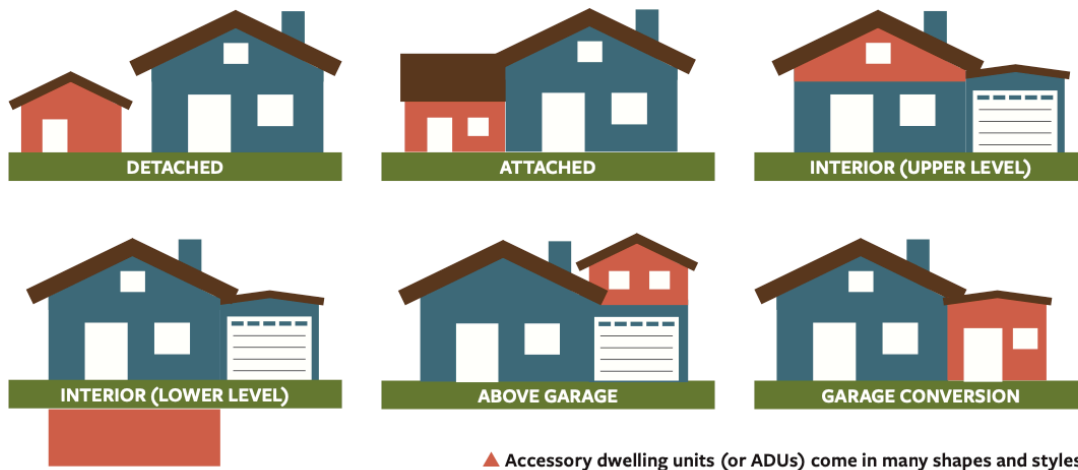 DETACHED
ATTACHED
INTERIOR (UPPER LEVEL)
INTERIOR (LOWER LEVEL)
ABOVE GARAGE
GARAGE CONVERSION
Accessory dwelling units (or ADUs) come in many shapes and styles